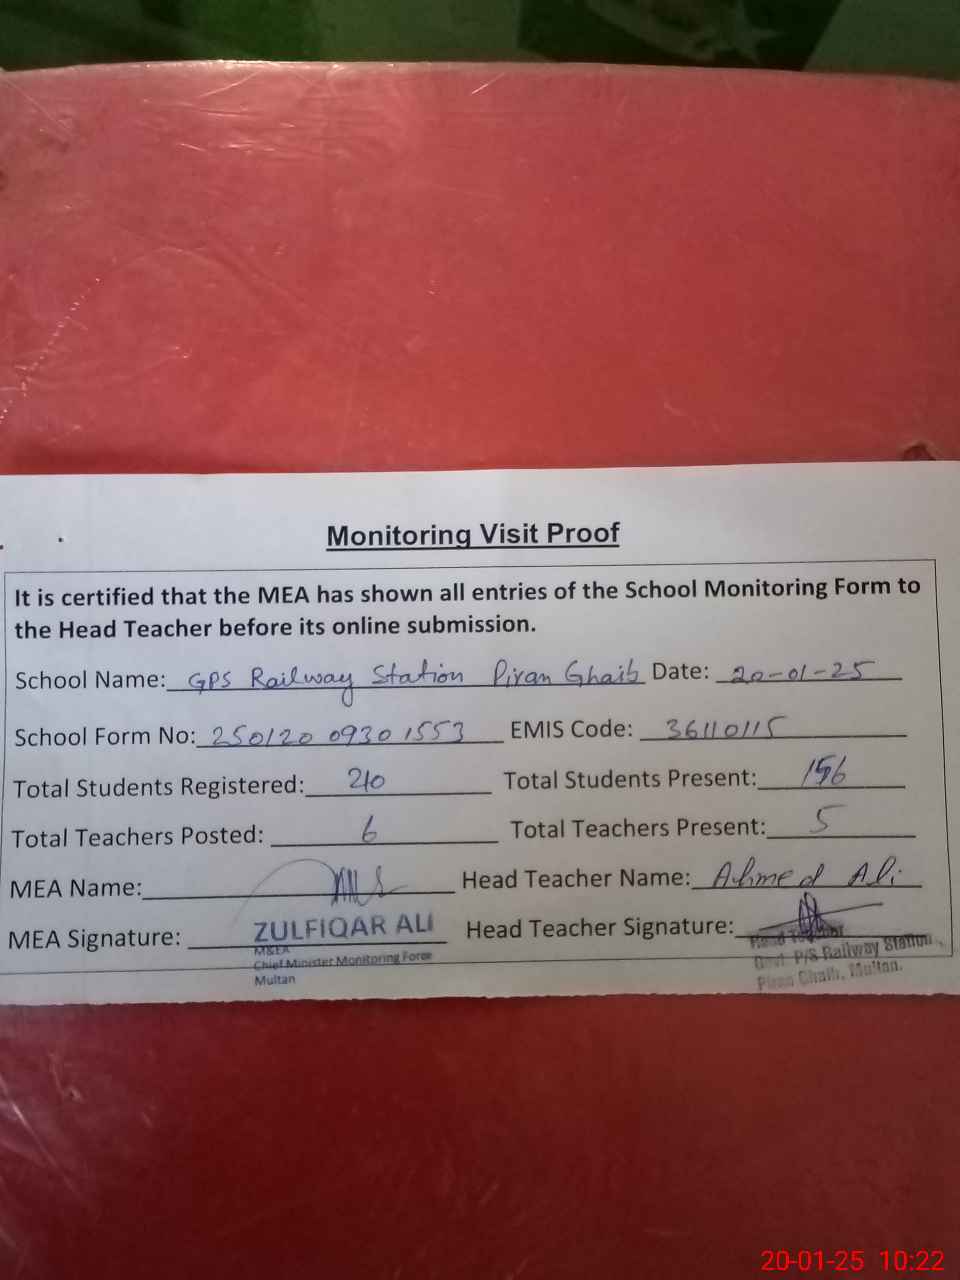 Monitoring Visit Proof
It is certified that the MEA has shown all entries of the School Monitoring Form to
the Head Teacher before its online submission.
School Name: GPS Railway Station Piran Ghaib Date: 20-01-25
School Form No: 250120 0930 1553 EMIS Code: 36110115
Total Students Registered: 210 Total Students Present: 156
Total Teachers Posted: 6 Total Teachers Present: 5
MEA Name: Head Teacher Name: Ahmed Ali
MEA Signature: ZULFIQAR ALI Head Teacher Signature:
M&EA
Chief Minister Monitoring Force
Multan
Head Teacher
Govt P/S Railway Station,
Piran Ghaib, Multan.
20-01-25 10:22